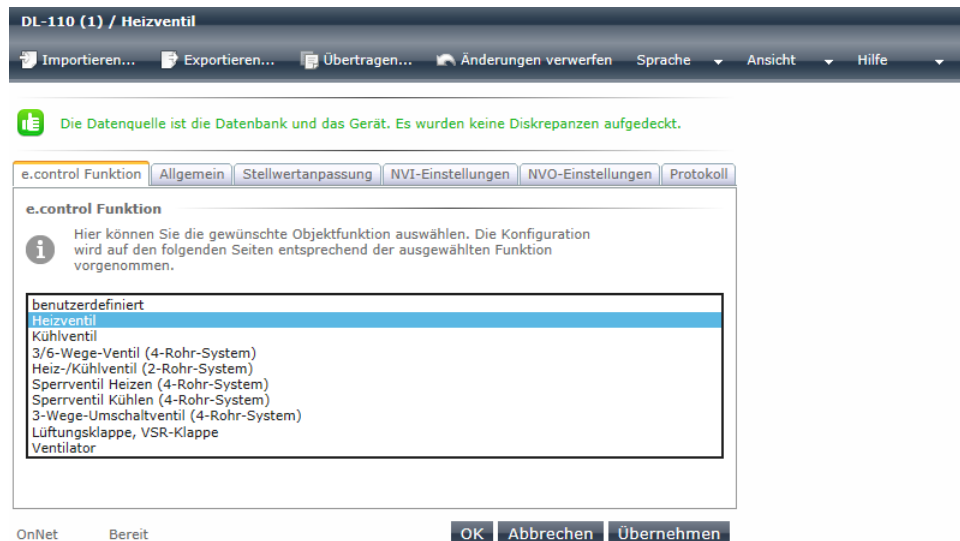 DL-110 (1) / Heizventil
Importieren... Exportieren... Übertragen... Änderungen verwerfen Sprache Ansicht Hilfe
Die Datenquelle ist die Datenbank und das Gerät. Es wurden keine Diskrepanzen aufgedeckt.
e.control Funktion Allgemein Stellwertanpassung NVI-Einstellungen NVO-Einstellungen Protokoll
e.control Funktion
Hier können Sie die gewünschte Objektfunktion auswählen. Die Konfiguration
wird auf den folgenden Seiten entsprechend der ausgewählten Funktion
vorgenommen.
benutzerdefiniert
Heizventil
Kühlventil
3/6-Wege-Ventil (4-Rohr-System)
Heiz-/Kühlventil (2-Rohr-System)
Sperrventil Heizen (4-Rohr-System)
Sperrventil Kühlen (4-Rohr-System)
3-Wege-Umschaltventil (4-Rohr-System)
Lüftungsklappe, VSR-Klappe
Ventilator
OnNet Bereit OK Abbrechen Übernehmen